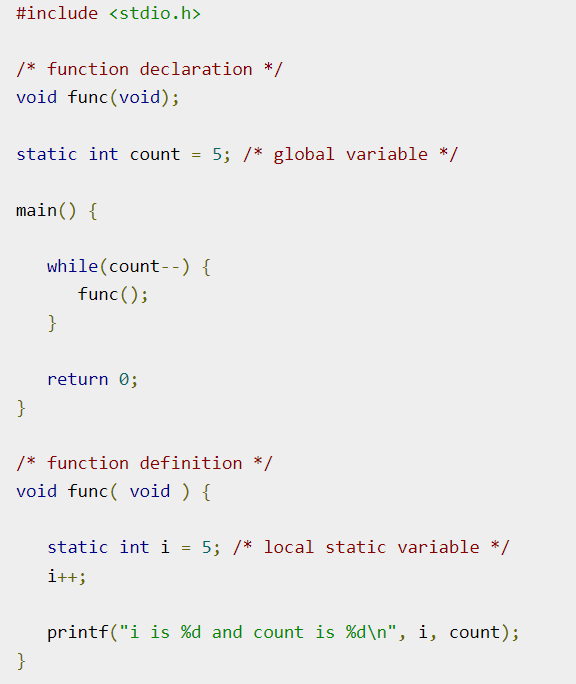 #include <stdio.h>
/* function declaration */
void func(void);
static int count = 5; /* global variable */
main() {
while(count--) {
func();
}
return 0;
}
/* function definition */
void func( void ) {
static int i = 5; /* local static variable */
i++;
printf("i is %d and count is %d\n", i, count);
}